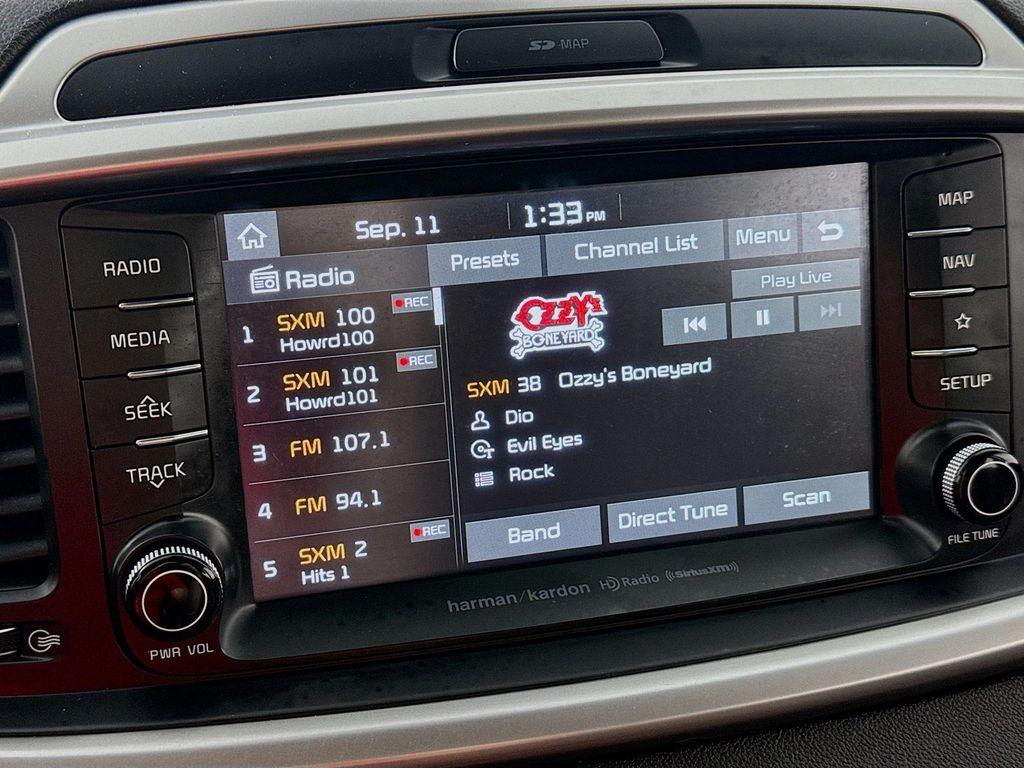 SD-MAP
Sep. 11
1:33 PM
Radio
Presets
Channel List
Menu
Play Live
1 SXM 100 REC
Howrd100
2 SXM 101 REC
Howrd101
3 FM 107.1
4 FM 94.1
5 SXM 2 REC
Hits 1
OZZY'S
BONEYARD
SXM 38 Ozzy's Boneyard
Dio
Evil Eyes
Rock
Band
Direct Tune
Scan
RADIO
MEDIA
SEEK
TRACK
PWR VOL
MAP
NAV
SETUP
FILE TUNE
harman/kardon HD Radio ((SiriusXM))